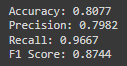 Accuracy: 0.8077
Precision: 0.7982
Recall: 0.9667
F1 Score: 0.8744